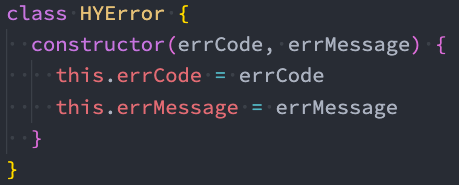 class HYError {
  constructor(errCode, errMessage) {
    this.errCode = errCode
    this.errMessage = errMessage
  }
}